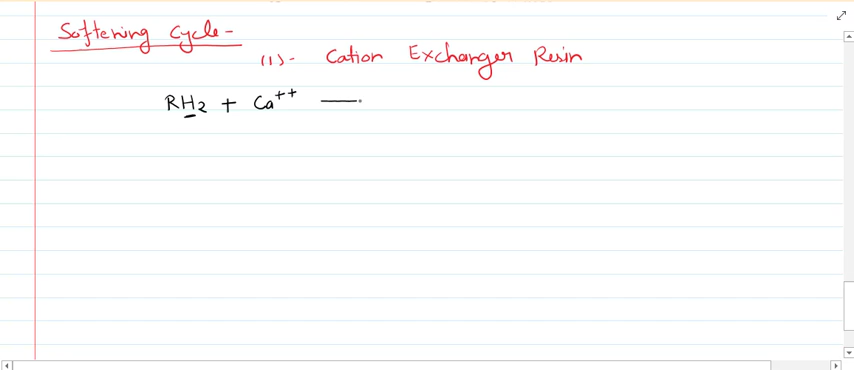 Softening Cycle-
(1)- Cation Exchanger Resin
RH2 + Ca++ —